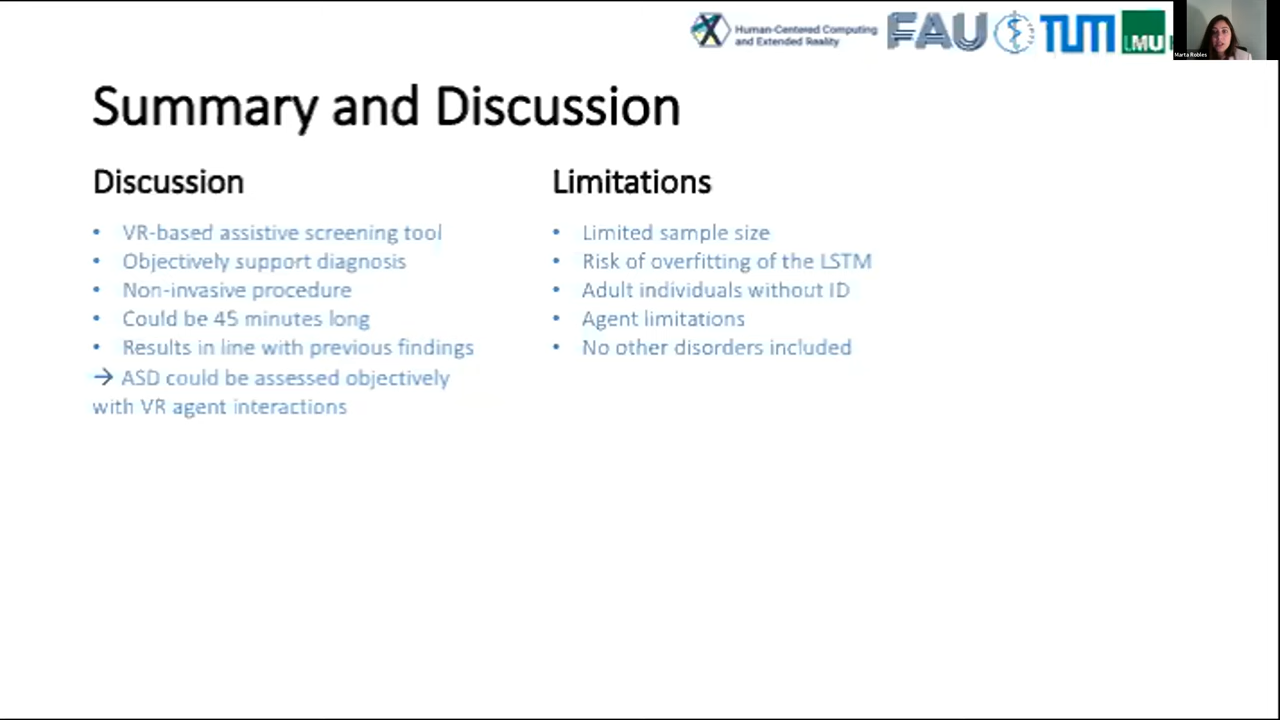 Human-Centered Computing
and Extended Reality
FAU
TUM
LMU
Marta Robles
Summary and Discussion
Discussion
• VR-based assistive screening tool
• Objectively support diagnosis
• Non-invasive procedure
• Could be 45 minutes long
• Results in line with previous findings
→ ASD could be assessed objectively
with VR agent interactions
Limitations
• Limited sample size
• Risk of overfitting of the LSTM
• Adult individuals without ID
• Agent limitations
• No other disorders included